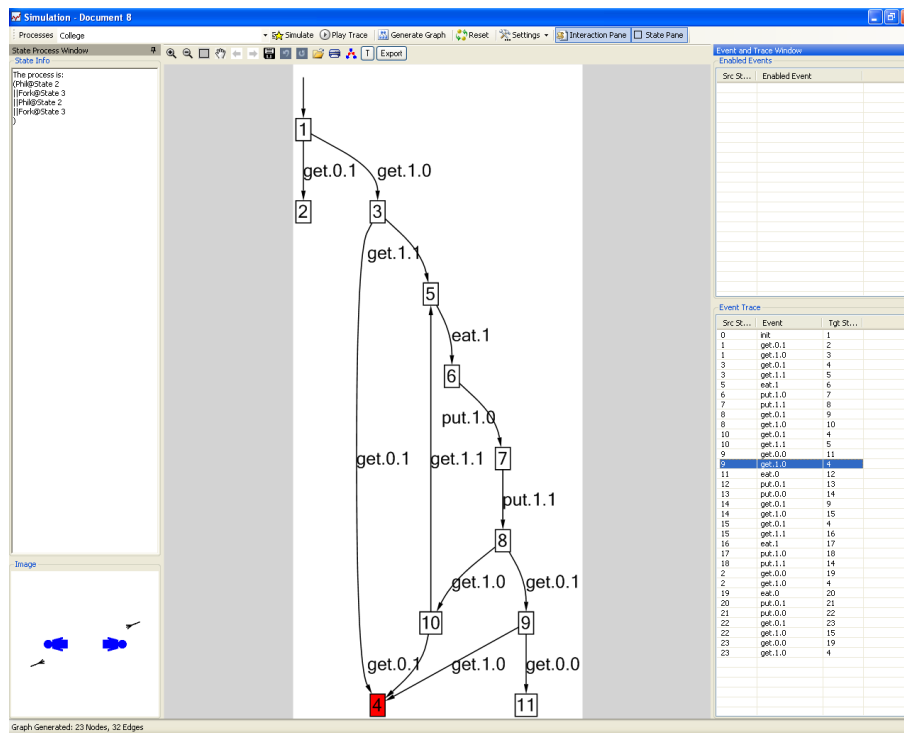 Simulation - Document 8
Processes College Simulate Play Trace Generate Graph Reset Settings Interaction Pane State Pane
State Process Window
State Info
The process is:
(Phil@State 2
||Fork@State 3
||Phil@State 2
||Fork@State 3
)
Image
T Export
1
get.0.1 get.1.0
2 3
get.1.1
5
eat.1
6
put.1.0
get.0.1 get.1.1 7
put.1.1
8
get.1.0 get.0.1
10 9
get.0.1 get.1.0 get.0.0
4 11
Event and Trace Window
Enabled Events
Src St... Enabled Event
Event Trace
Src St... Event Tgt St...
0 init 1
1 get.0.1 2
1 get.1.0 3
3 get.0.1 4
3 get.1.1 5
5 eat.1 6
6 put.1.0 7
7 put.1.1 8
8 get.0.1 9
8 get.1.0 10
10 get.0.1 4
10 get.1.1 5
9 get.0.0 11
9 get.1.0 4
11 eat.0 12
12 put.0.1 13
13 put.0.0 14
14 get.0.1 9
14 get.1.0 15
15 get.0.1 4
15 get.1.1 16
16 eat.1 17
17 put.1.0 18
18 put.1.1 14
2 get.0.0 19
2 get.1.0 4
19 eat.0 20
20 put.0.1 21
21 put.0.0 22
22 get.0.1 23
22 get.1.0 15
23 get.0.0 19
23 get.1.0 4
Graph Generated: 23 Nodes, 32 Edges